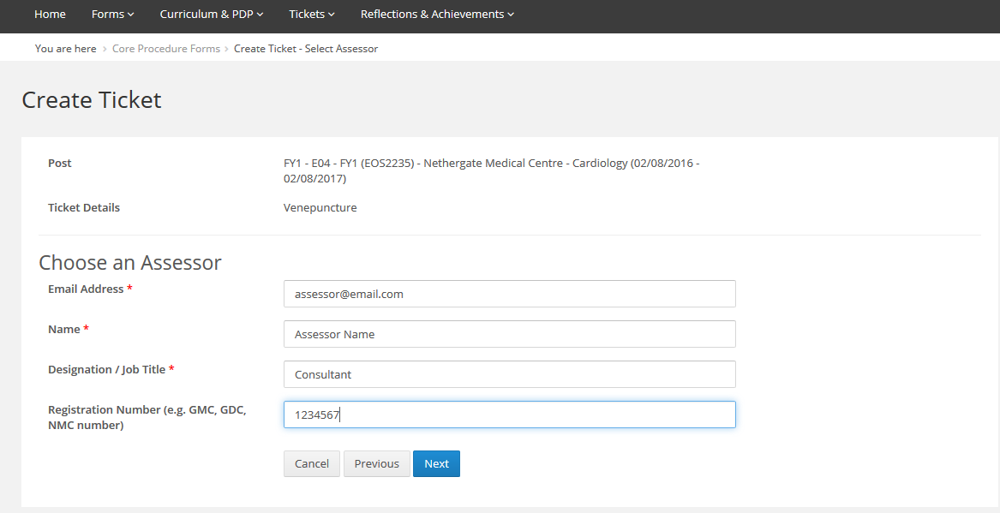 Home Forms Curriculum & PDP Tickets Reflections & Achievements
You are here › Core Procedure Forms › Create Ticket - Select Assessor
Create Ticket
Post
FY1 - E04 - FY1 (EOS2235) - Nethergate Medical Centre - Cardiology (02/08/2016 -
02/08/2017)
Ticket Details
Venepuncture
Choose an Assessor
Email Address *
assessor@email.com
Name *
Assessor Name
Designation / Job Title *
Consultant
Registration Number (e.g. GMC, GDC,
NMC number)
1234567
Cancel Previous Next